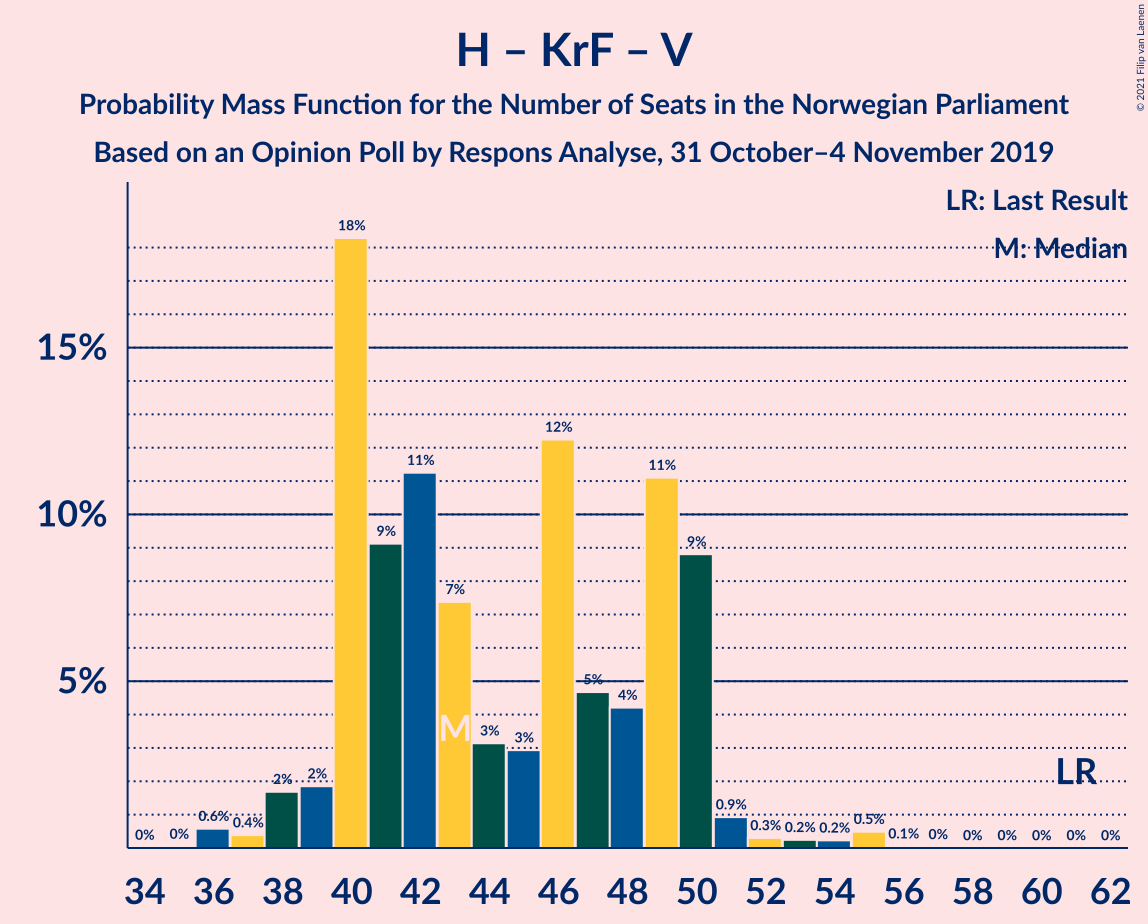 H – KrF – V
Probability Mass Function for the Number of Seats in the Norwegian Parliament
Based on an Opinion Poll by Respons Analyse, 31 October–4 November 2019
© 2021 Filip van Laenen
LR: Last Result
M: Median
15%
10%
5%
0% 0% 0.6% 0.4% 2% 2% 18% 9% 11% 7% 3% 3% 12% 5% 4% 11% 9% 0.9% 0.3% 0.2% 0.2% 0.5% 0.1% 0% 0% 0% 0% 0% 0%
M
LR
34 36 38 40 42 44 46 48 50 52 54 56 58 60 62